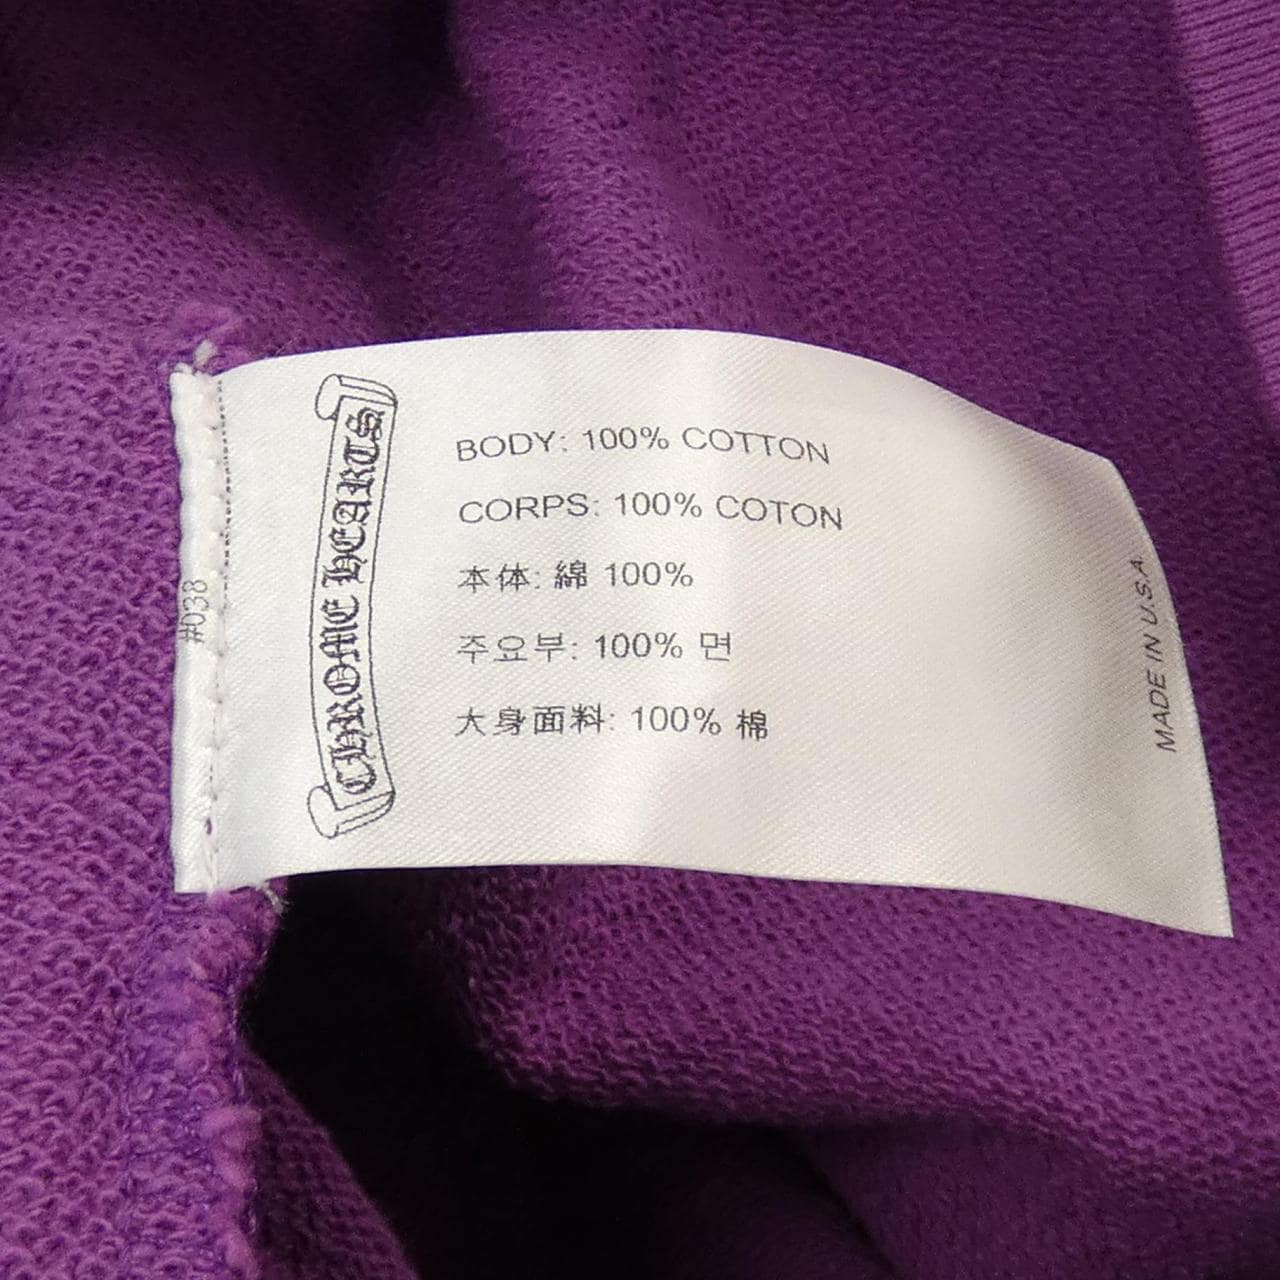 #038
CHROME HEARTS
BODY: 100% COTTON
CORPS: 100% COTON
本体: 綿 100%
주요부: 100% 면
大身面料: 100% 棉
MADE IN U.S.A.